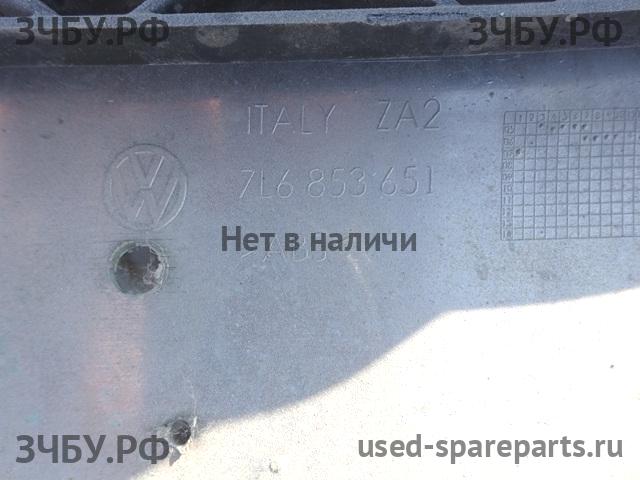 ЗЧБУ.РФ
ЗЧБУ.РФ
ITALY ZA2
7L6 853 651
Нет в наличи
ЗЧБУ.РФ
used-spareparts.ru